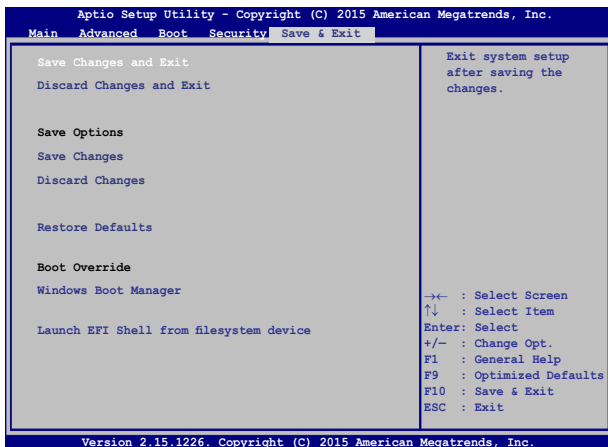 Aptio Setup Utility - Copyright (C) 2015 American Megatrends, Inc.
Main Advanced Boot Security Save & Exit
Save Changes and Exit
Discard Changes and Exit
Save Options
Save Changes
Discard Changes
Restore Defaults
Boot Override
Windows Boot Manager
Launch EFI Shell from filesystem device
Exit system setup
after saving the
changes.
→← : Select Screen
↑↓ : Select Item
Enter: Select
+/— : Change Opt.
F1 : General Help
F9 : Optimized Defaults
F10 : Save & Exit
ESC : Exit
Version 2.15.1226. Copyright (C) 2015 American Megatrends, Inc.